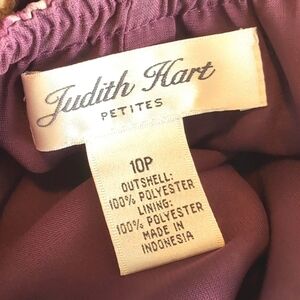 Judith Hart
PETITES
10P
OUTSHELL:
100% POLYESTER
LINING:
100% POLYESTER
MADE IN
INDONESIA